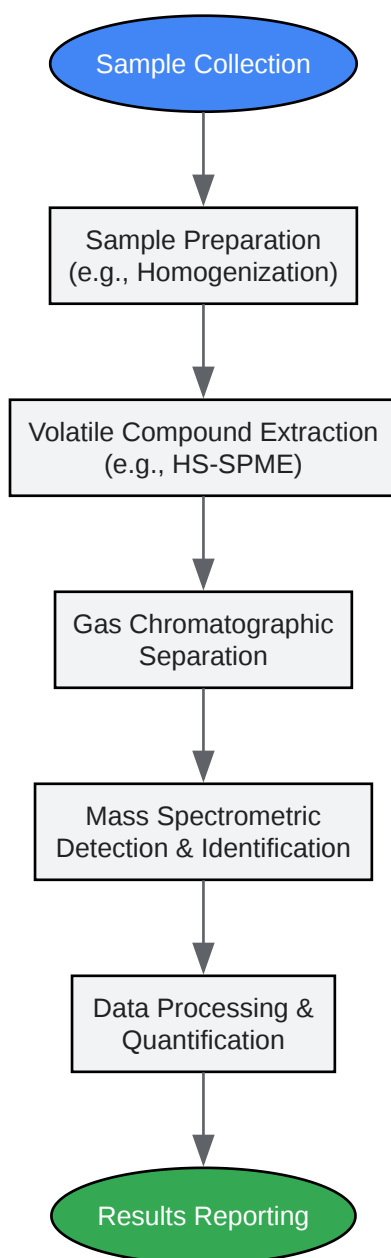 Sample Collection
Sample Preparation
(e.g., Homogenization)
Volatile Compound Extraction
(e.g., HS-SPME)
Gas Chromatographic
Separation
Mass Spectrometric
Detection & Identification
Data Processing &
Quantification
Results Reporting